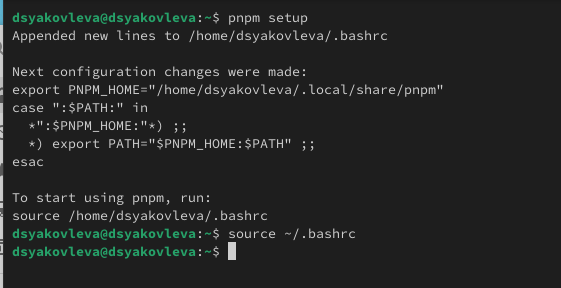 dsyakovleva@dsyakovleva:~$ pnpm setup
Appended new lines to /home/dsyakovleva/.bashrc

Next configuration changes were made:
export PNPM_HOME="/home/dsyakovleva/.local/share/pnpm"
case ":$PATH:" in
  *":$PNPM_HOME:"*) ;;
  *) export PATH="$PNPM_HOME:$PATH" ;;
esac

To start using pnpm, run:
source /home/dsyakovleva/.bashrc
dsyakovleva@dsyakovleva:~$ source ~/.bashrc
dsyakovleva@dsyakovleva:~$